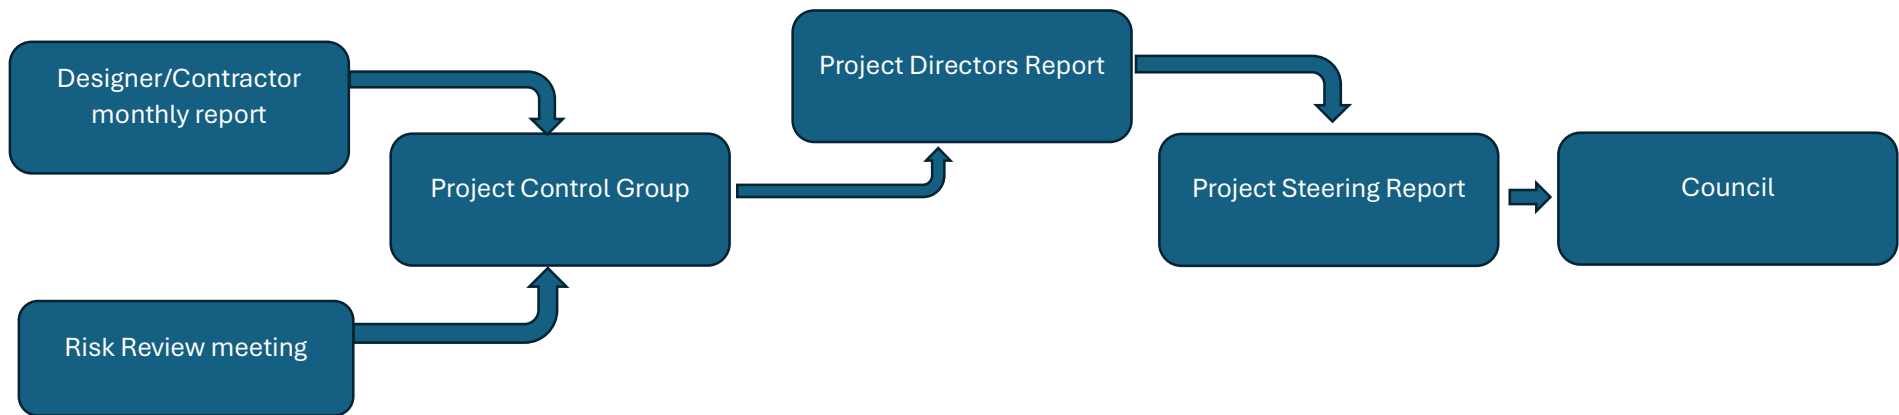 Designer/Contractor
monthly report
Risk Review meeting
Project Control Group
Project Directors Report
Project Steering Report
Council